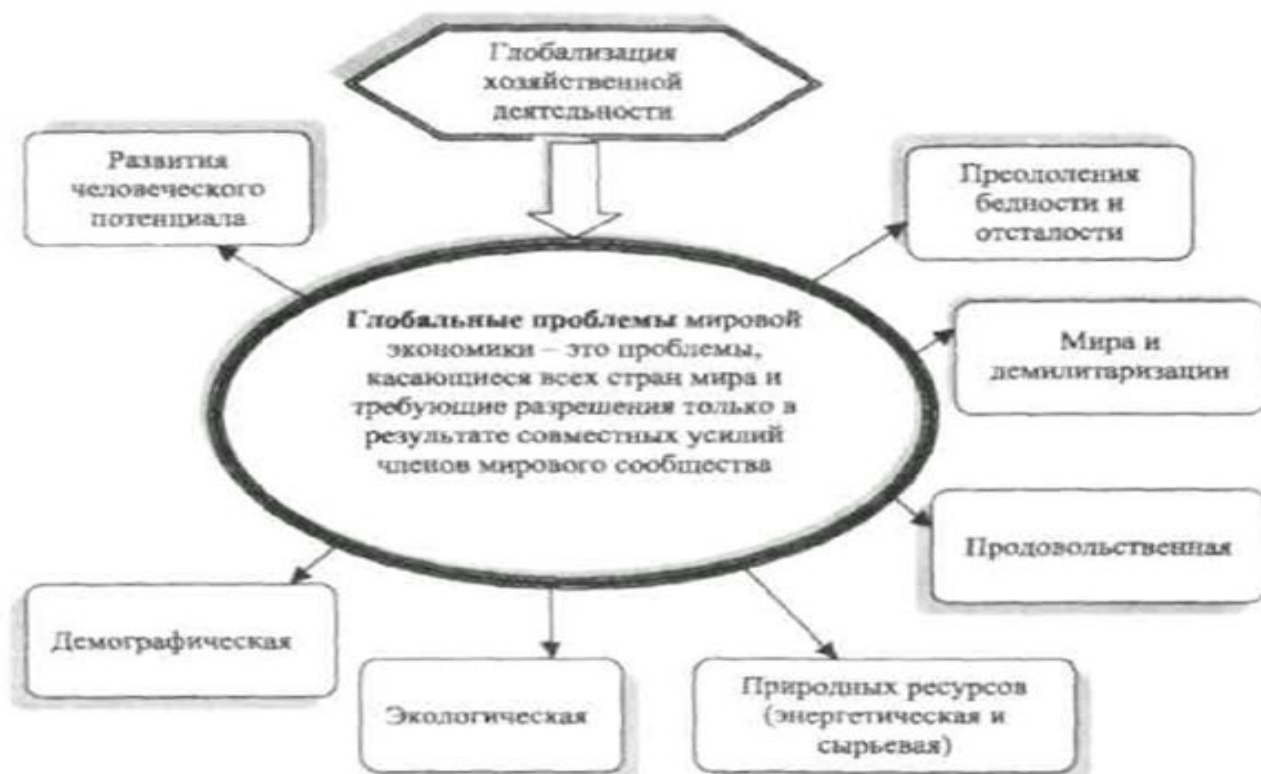 Глобализация
хозяйственной
деятельности
Развития
человеческого
потенциала
Преодоления
бедности и
отсталости
Глобальные проблемы мировой
экономики – это проблемы,
касающиеся всех стран мира и
требующие разрешения только в
результате совместных усилий
членов мирового сообщества
Мира и
демилитаризации
Продовольственная
Демографическая
Экологическая
Природных ресурсов
(энергетическая и
сырьевая)